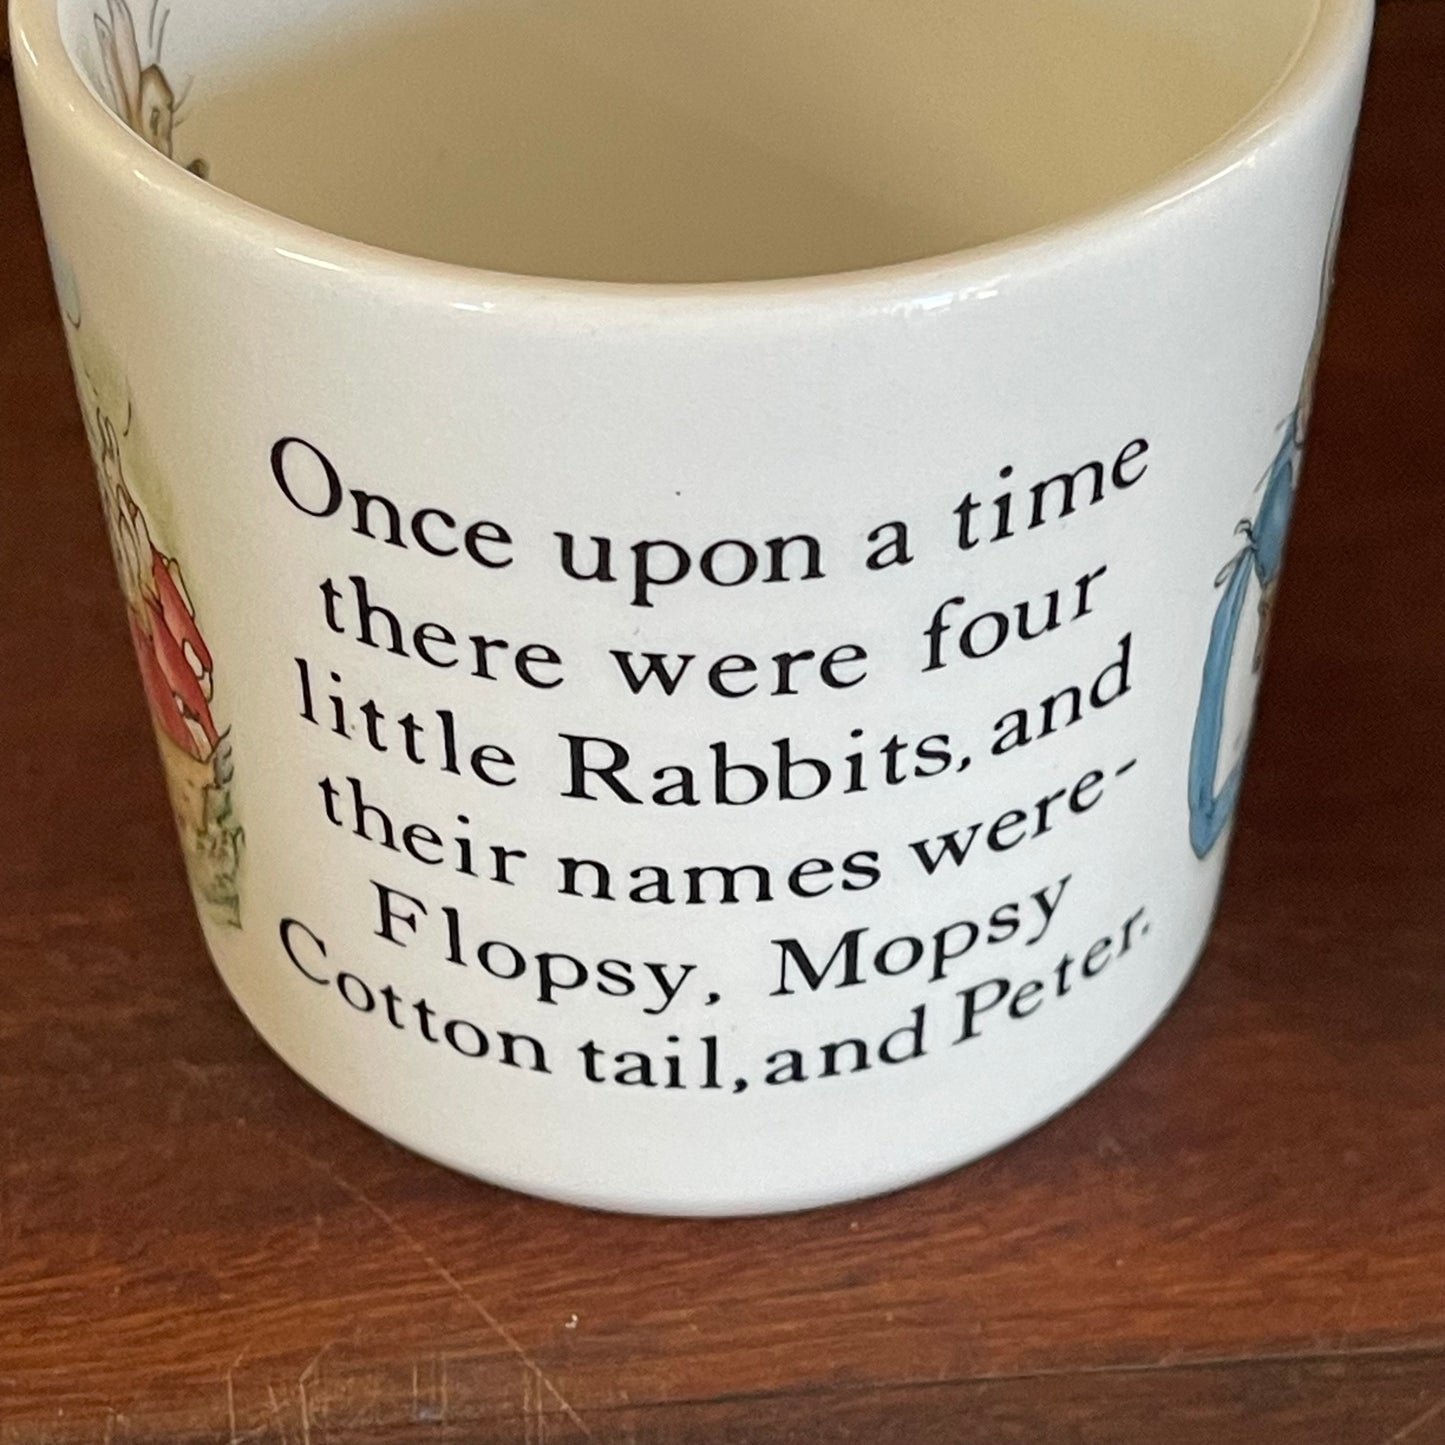 Once upon a time
there were four
little Rabbits, and
their names were-
Flopsy, Mopsy
Cotton tail, and Peter.